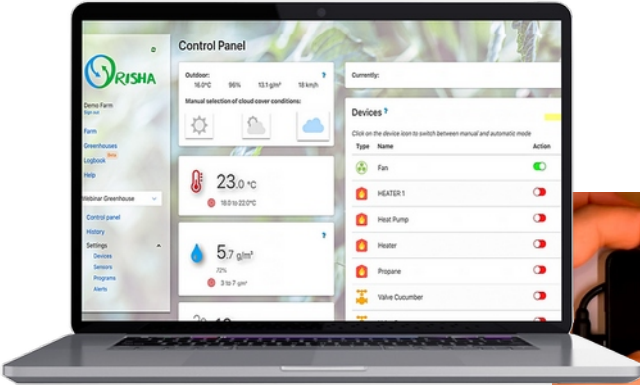 Control Panel
ORISHA
Demo Farm
Sign out
Farm
Greenhouses
Beta
Logbook
Help
Webinar Greenhouse
Control panel
History
Settings
Devices
Sensors
Programs
Alerts
Outdoor:
16.0°C 96% 13.1 g/m³ 18 km/h
Manual selection of cloud cover conditions:
23.0 °C
18.0 to 22.0°C
5.7 g/m³
72%
3 to 7 g/m³
Currently:
Devices ?
Click on the device icon to switch between manual and automatic mode
Type Name Action
Fan
HEATER 1
Heat Pump
Heater
Propane
Valve Cucumber